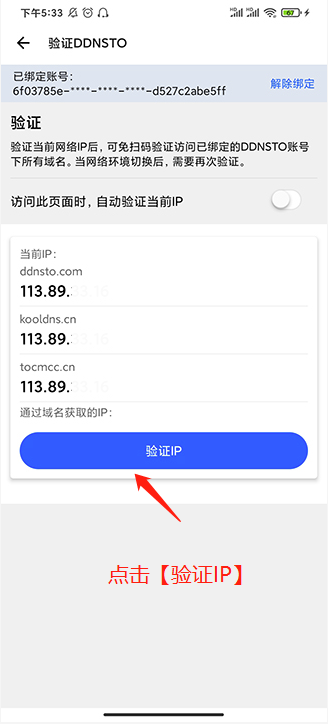 下午5:33
67
验证DDNSTO
已绑定账号：
6f03785e-****-****-****-d527c2abe5ff
解除绑定
验证
验证当前网络IP后，可免扫码验证访问已绑定的DDNSTO账号
下所有域名。当网络环境切换后，需要再次验证。
访问此页面时，自动验证当前IP
当前IP：
ddnsto.com
113.89.
kooldns.cn
113.89.
tocmcc.cn
113.89.
通过域名获取的IP：
验证IP
点击【验证IP】